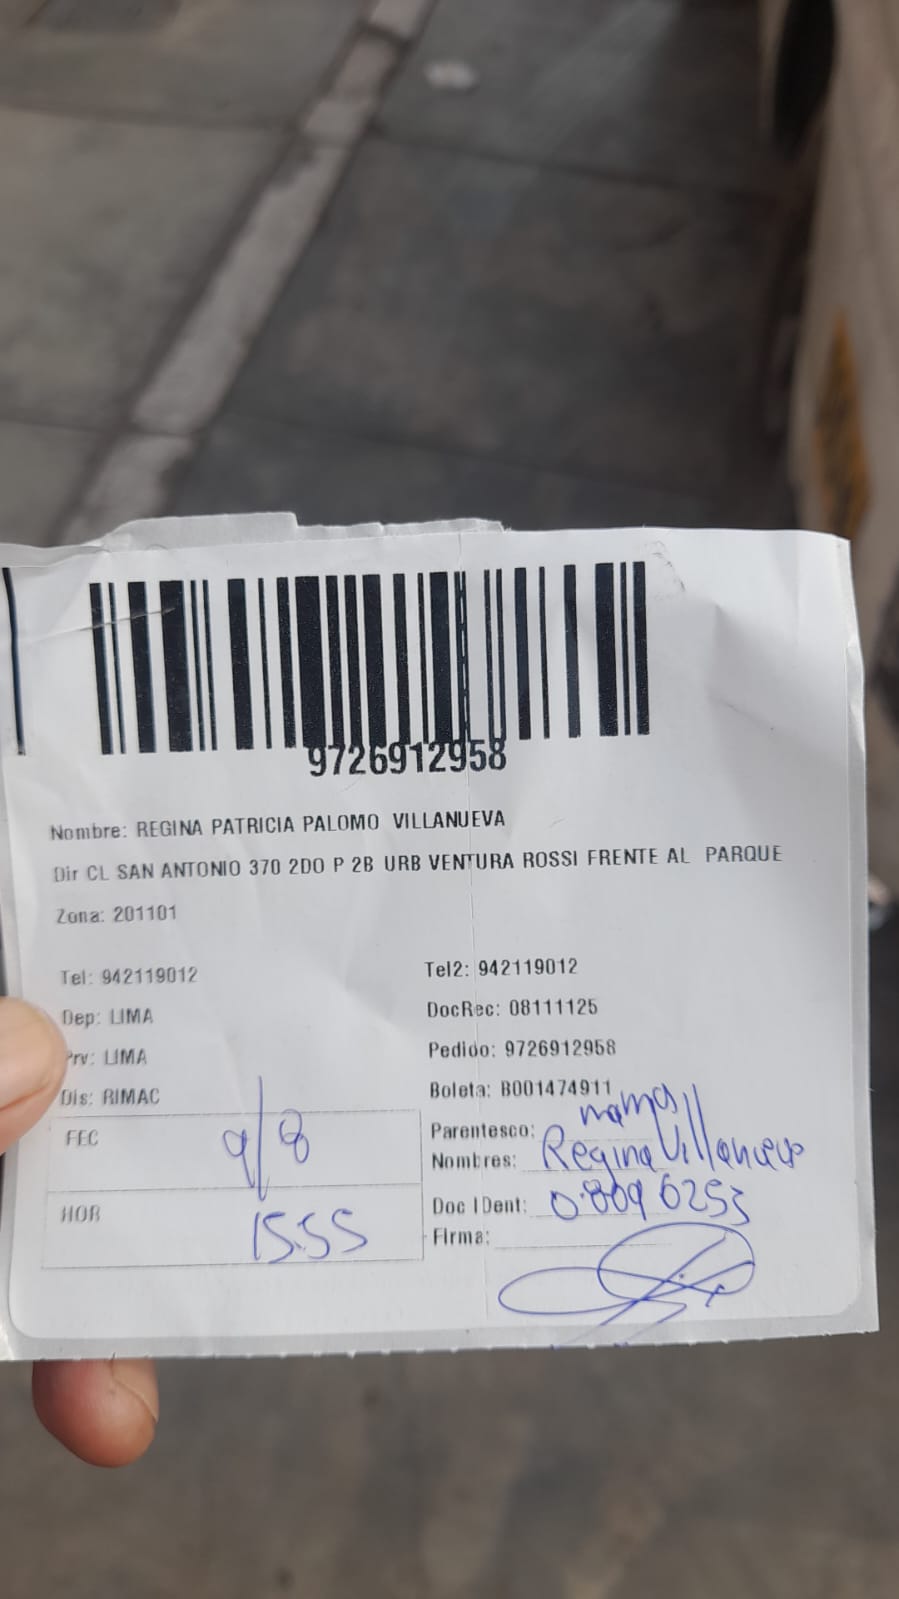 9726912958
Nombre: REGINA PATRICIA PALOMO VILLANUEVA
Dir CL SAN ANTONIO 370 2DO P 2B URB VENTURA ROSSI FRENTE AL PARQUE
Zona: 201101
Tel: 942119012
Tel2: 942119012
Dep: LIMA
DocRec: 08111125
Prv: LIMA
Pedido: 9726912958
Dis: RIMAC
Boleta: B001474911
FEC 9/8
Parentesco: mama
Nombres: Regina Villanueva
HOR 15:55
Doc IDent: 08096253
Firma: